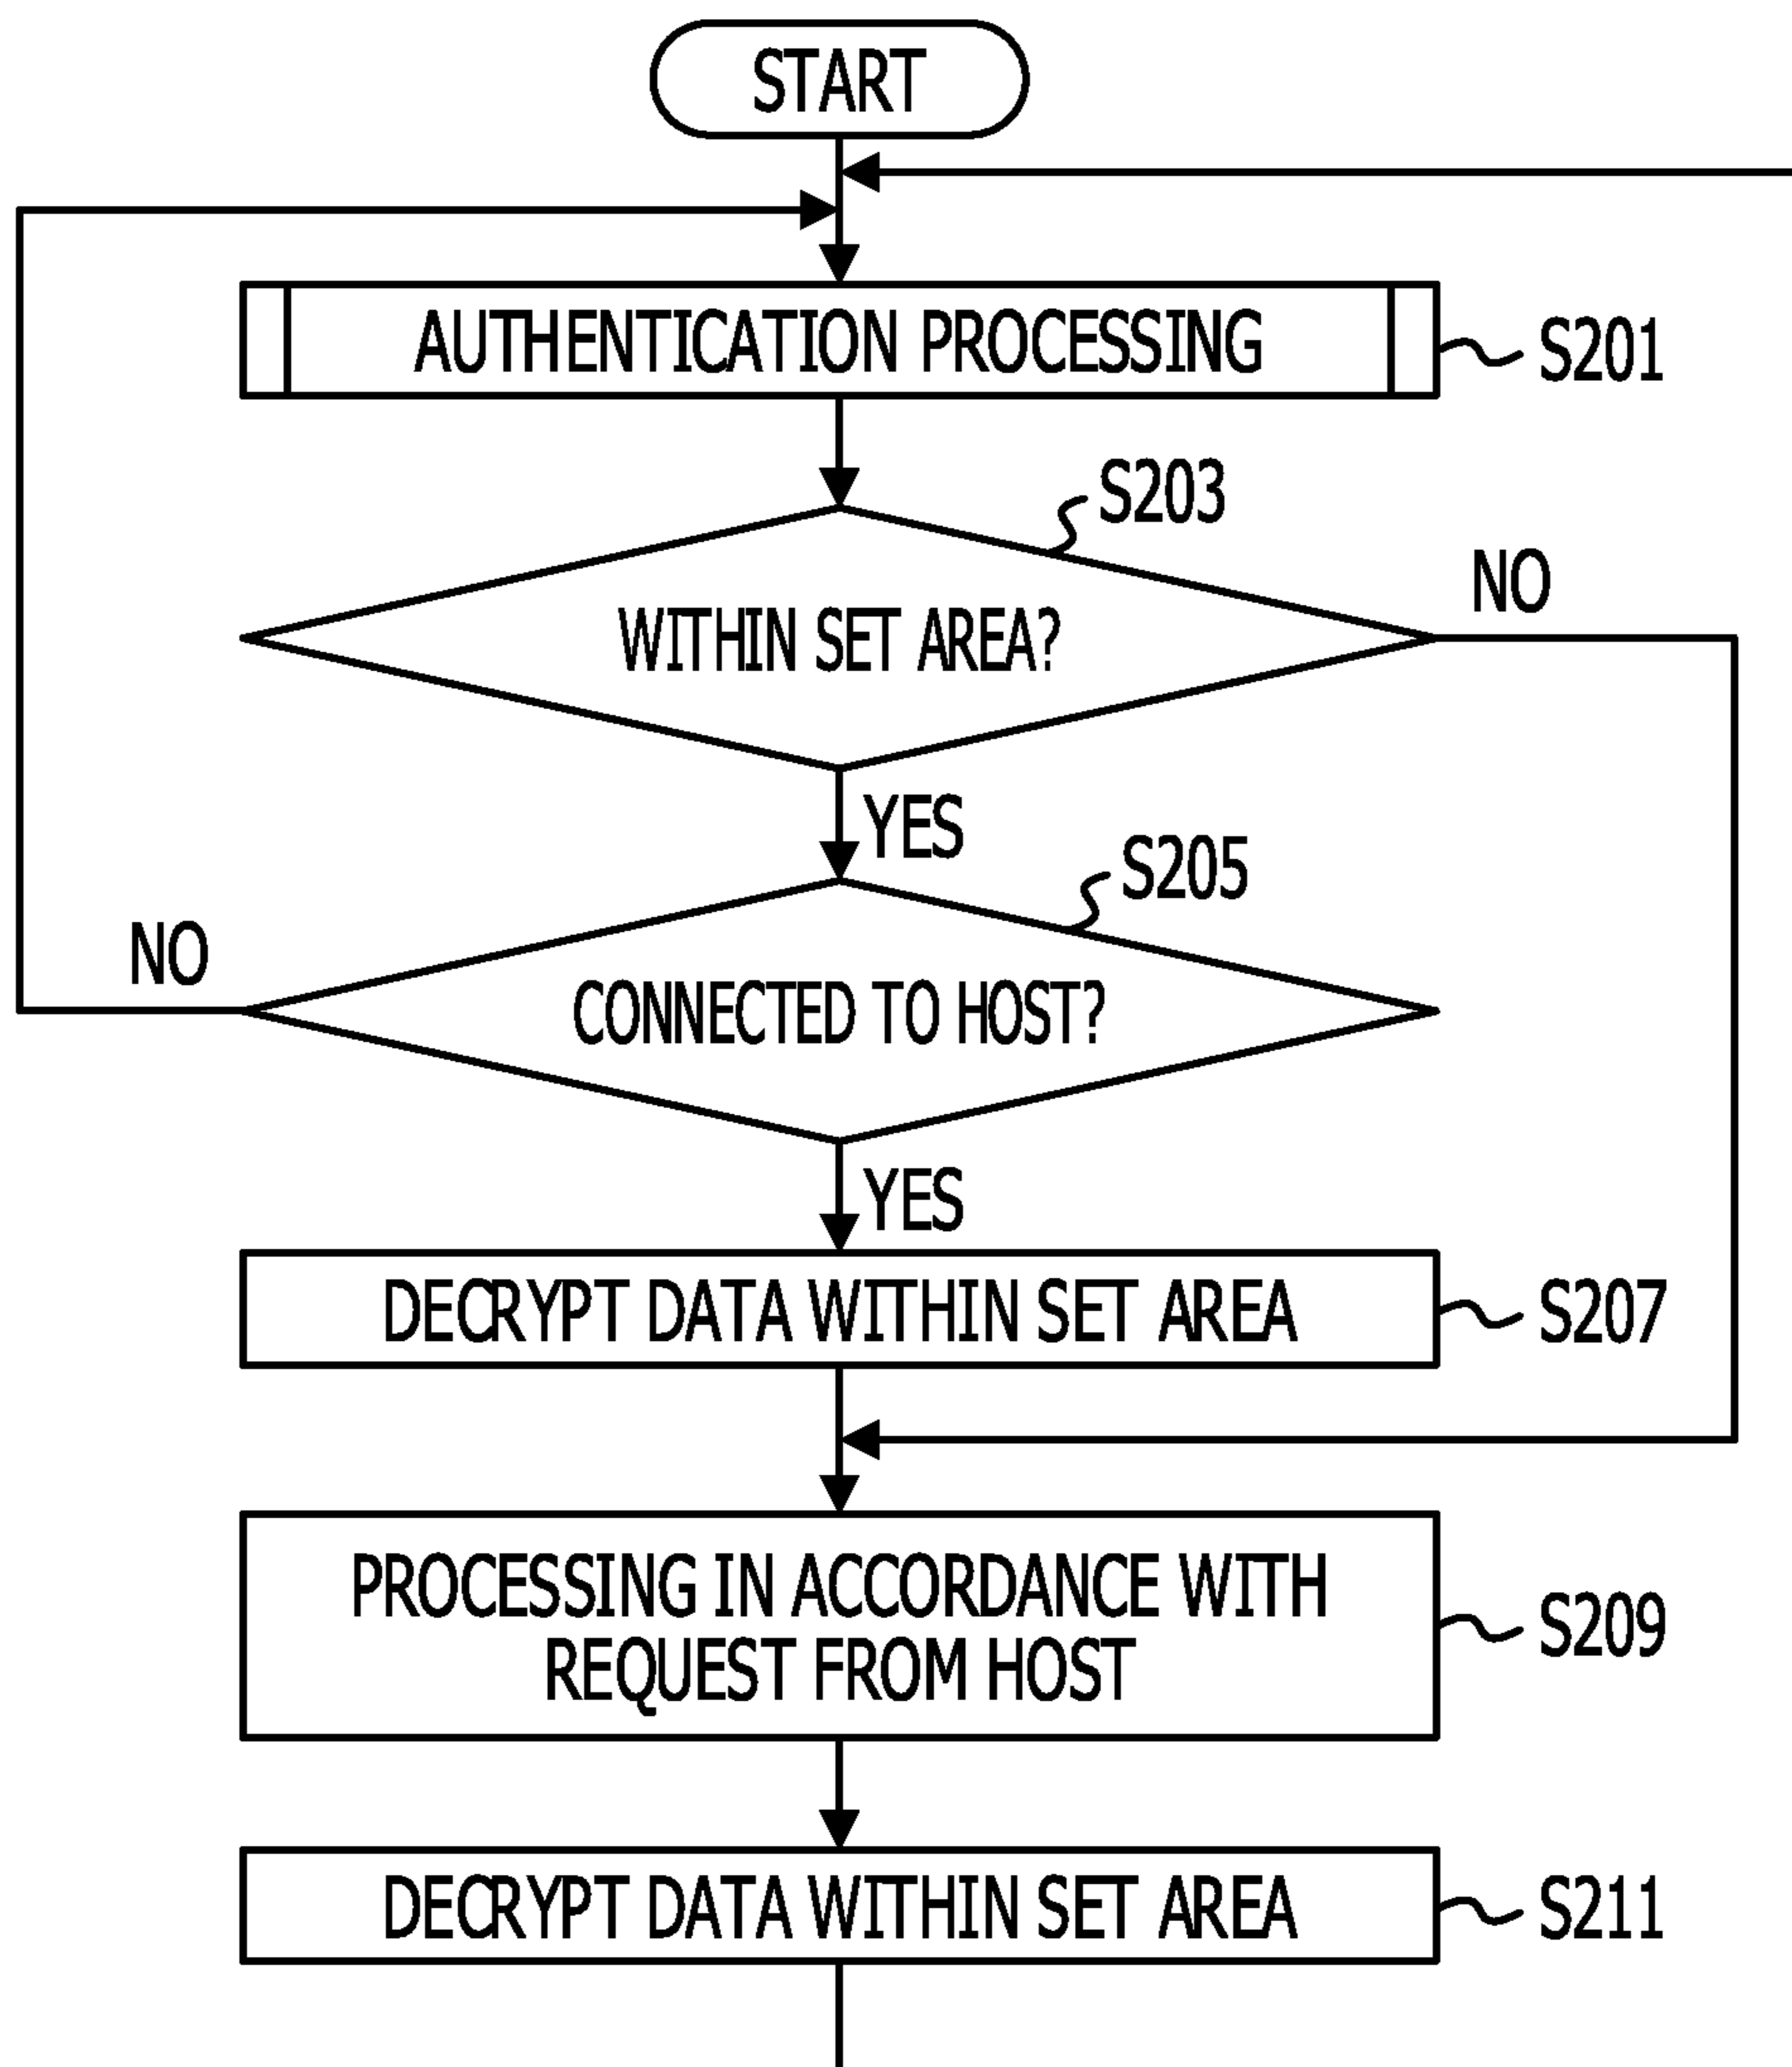 START
AUTHENTICATION PROCESSING
S201
S203
WITHIN SET AREA?
NO
YES
S205
NO
CONNECTED TO HOST?
YES
DECRYPT DATA WITHIN SET AREA
S207
PROCESSING IN ACCORDANCE WITH
REQUEST FROM HOST
S209
DECRYPT DATA WITHIN SET AREA
S211